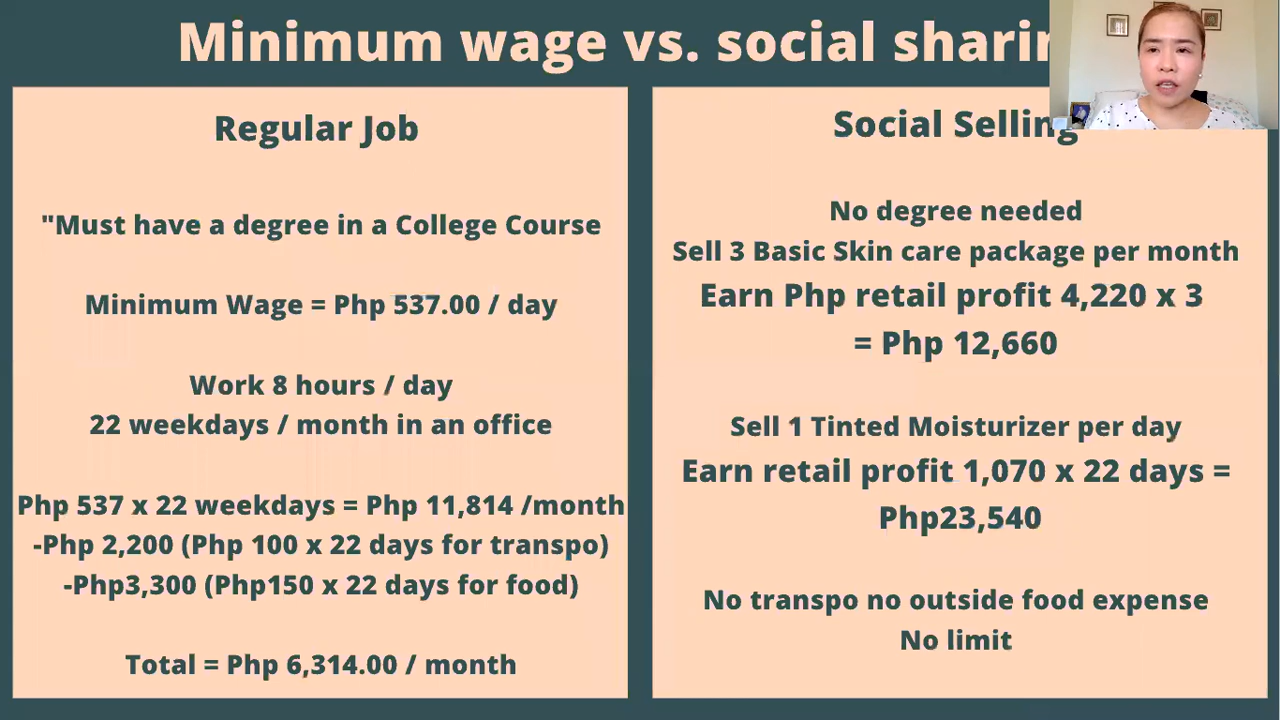 Minimum wage vs. social sharin
Regular Job
"Must have a degree in a College Course
Minimum Wage = Php 537.00 / day
Work 8 hours / day
22 weekdays / month in an office
Php 537 x 22 weekdays = Php 11,814 /month
-Php 2,200 (Php 100 x 22 days for transpo)
-Php3,300 (Php150 x 22 days for food)
Total = Php 6,314.00 / month
Social Selling
No degree needed
Sell 3 Basic Skin care package per month
Earn Php retail profit 4,220 x 3
= Php 12,660
Sell 1 Tinted Moisturizer per day
Earn retail profit 1,070 x 22 days =
Php23,540
No transpo no outside food expense
No limit